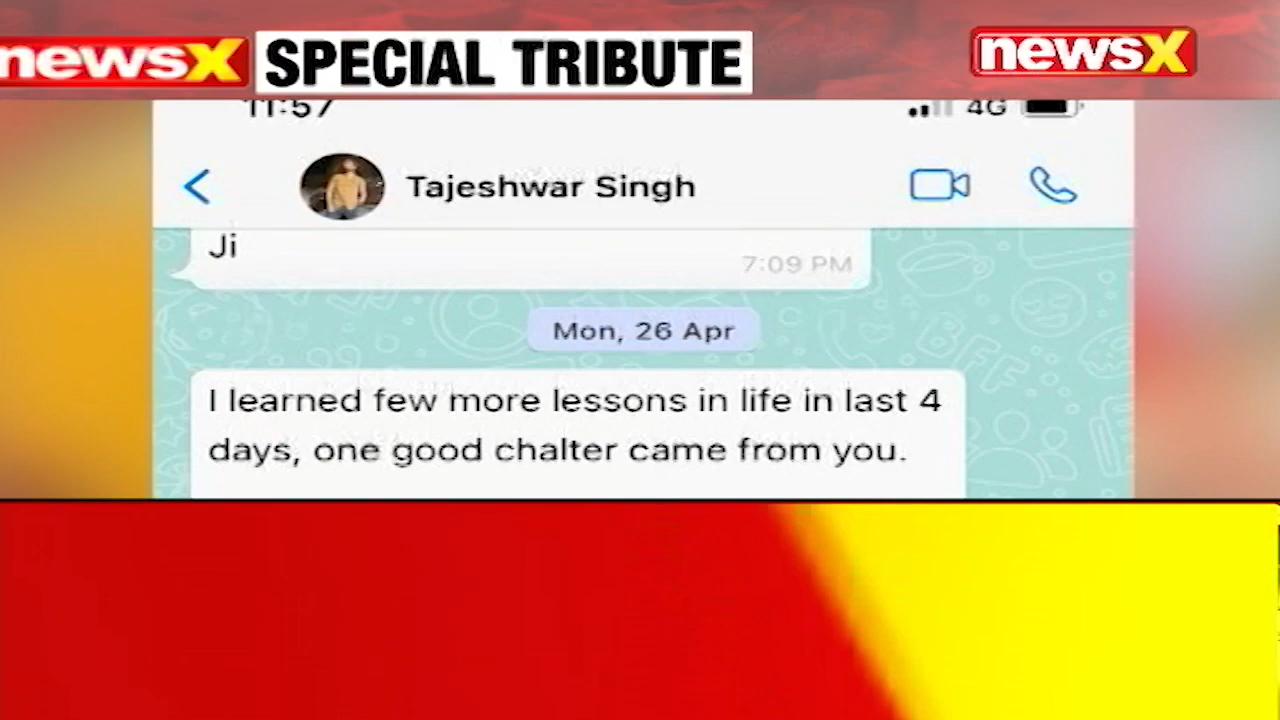 newsX SPECIAL TRIBUTE newsX
11:57 4G
Tajeshwar Singh
Ji
7:09 PM
Mon, 26 Apr
I learned few more lessons in life in last 4
days, one good chalter came from you.